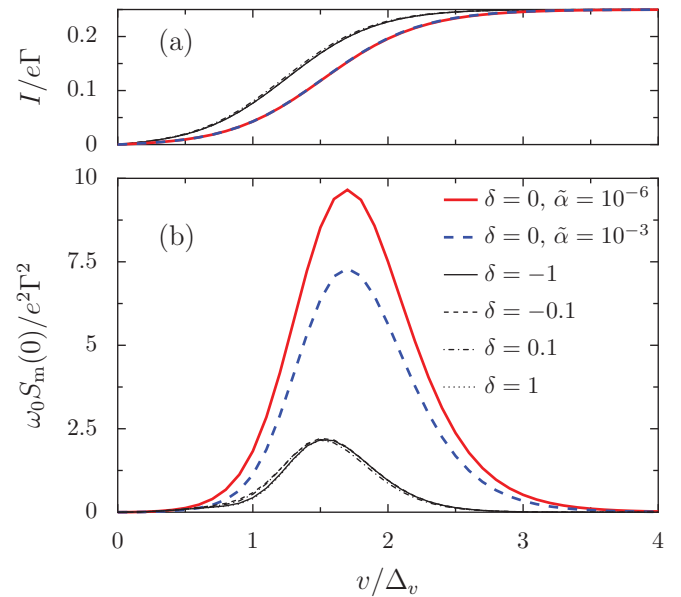 0.2
0.1
0
I/eΓ
(a)
10
7.5
5
2.5
0
ω₀Sₘ(0)/e²Γ²
(b)
δ = 0, α̃ = 10⁻⁶
δ = 0, α̃ = 10⁻³
δ = −1
δ = −0.1
δ = 0.1
δ = 1
0 1 2 3 4
v/Δᵥ